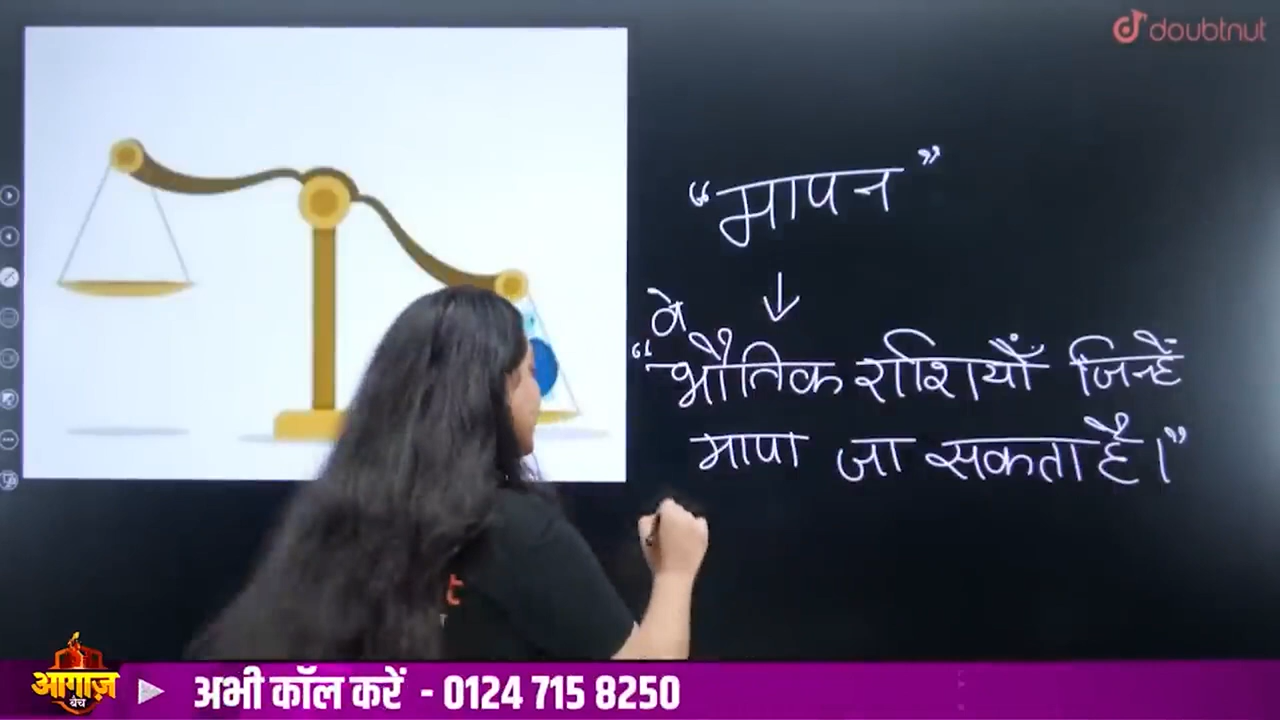 doubtnut
"मापन"
↓
वे
"भौतिक राशियाँ जिन्हें
मापा जा सकता है।"
t
आगाज़
बैच
अभी कॉल करें - 0124 715 8250